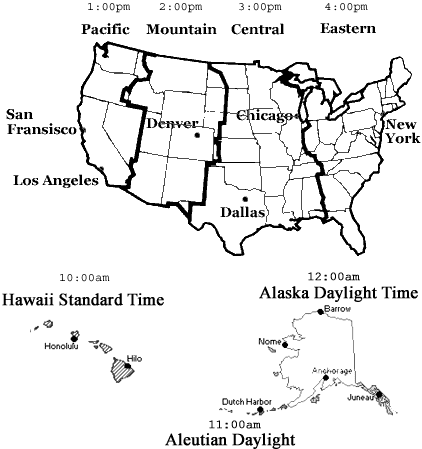 1:00pm 2:00pm 3:00pm 4:00pm
Pacific Mountain Central Eastern
San
Fransisco
Denver
Chicago
New
York
Los Angeles
Dallas
10:00am
Hawaii Standard Time
Honolulu
Hilo
12:00am
Alaska Daylight Time
Barrow
Nome
Anchorage
Juneau
Dutch Harbor
11:00am
Aleutian Daylight